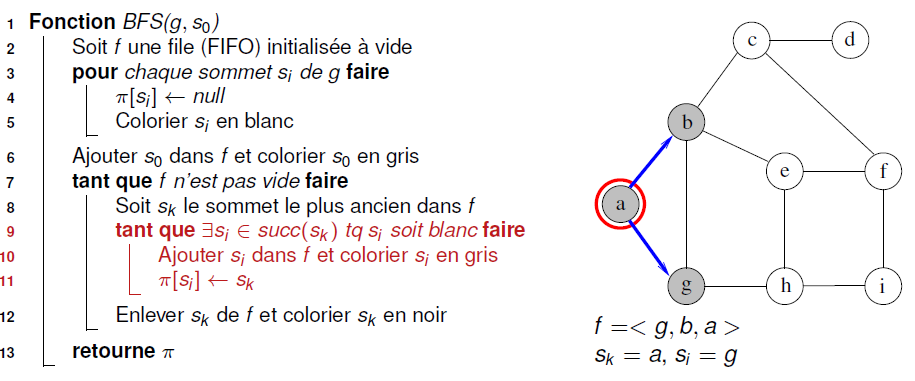 1 Fonction BFS(g, s₀)
2 Soit f une file (FIFO) initialisée à vide
3 pour chaque sommet sᵢ de g faire
4 π[sᵢ] ← null
5 Colorier sᵢ en blanc
6 Ajouter s₀ dans f et colorier s₀ en gris
7 tant que f n'est pas vide faire
8 Soit sₖ le sommet le plus ancien dans f
9 tant que ∃sᵢ ∈ succ(sₖ) tq sᵢ soit blanc faire
10 Ajouter sᵢ dans f et colorier sᵢ en gris
11 π[sᵢ] ← sₖ
12 Enlever sₖ de f et colorier sₖ en noir
13 retourne π
c d
b
e f
a
g h i
f =< g, b, a >
sₖ = a, sᵢ = g